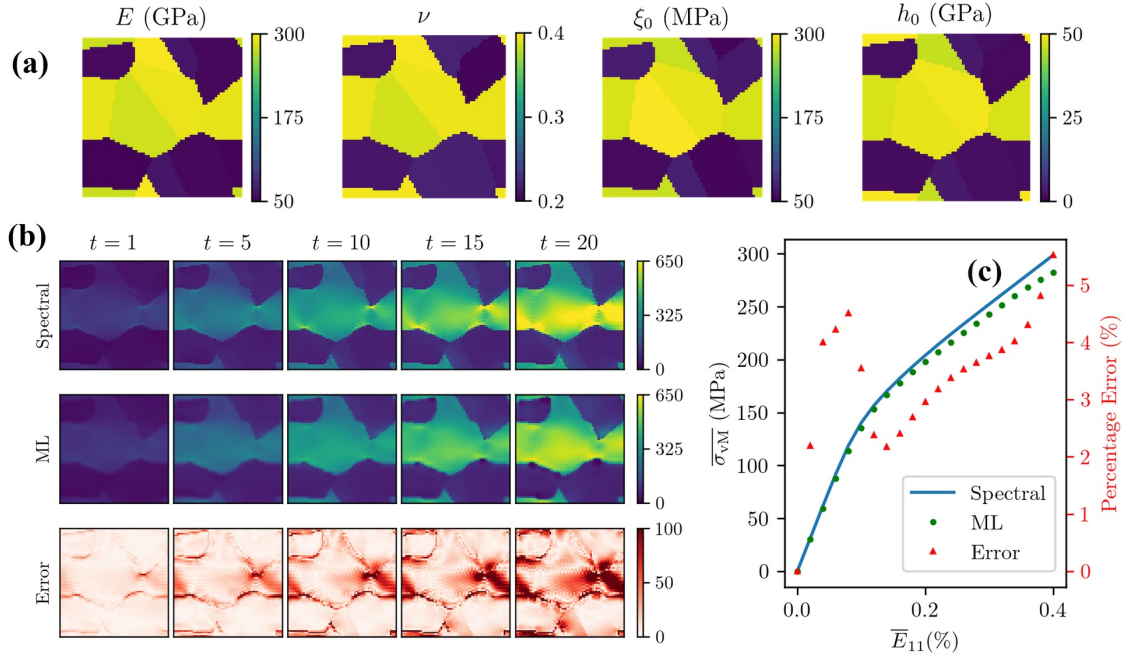 E (GPa)
ν
ξ₀ (MPa)
h₀ (GPa)
(a)
300
175
50
0.4
0.3
0.2
300
175
50
50
25
0
(b)
t = 1
t = 5
t = 10
t = 15
t = 20
Spectral
650
325
0
ML
650
325
0
Error
100
50
0
(c)
300
250
200
150
100
50
0
σ̅_vM (MPa)
5
4
3
2
1
0
Percentage Error (%)
Spectral
ML
Error
0.0
0.2
0.4
E̅₁₁(%)